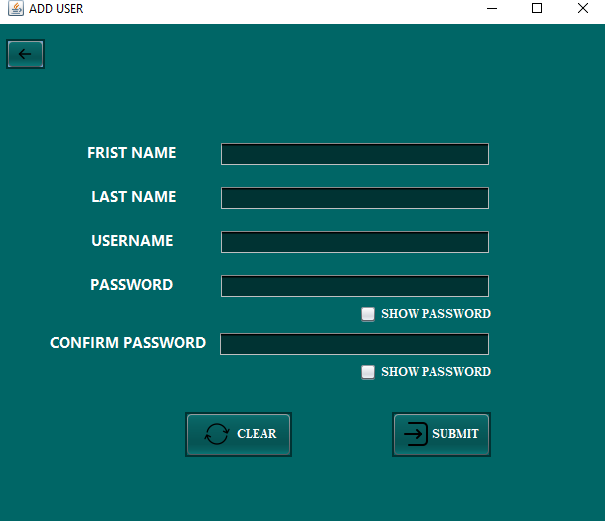 ADD USER
FRIST NAME
LAST NAME
USERNAME
PASSWORD
SHOW PASSWORD
CONFIRM PASSWORD
SHOW PASSWORD
CLEAR
SUBMIT